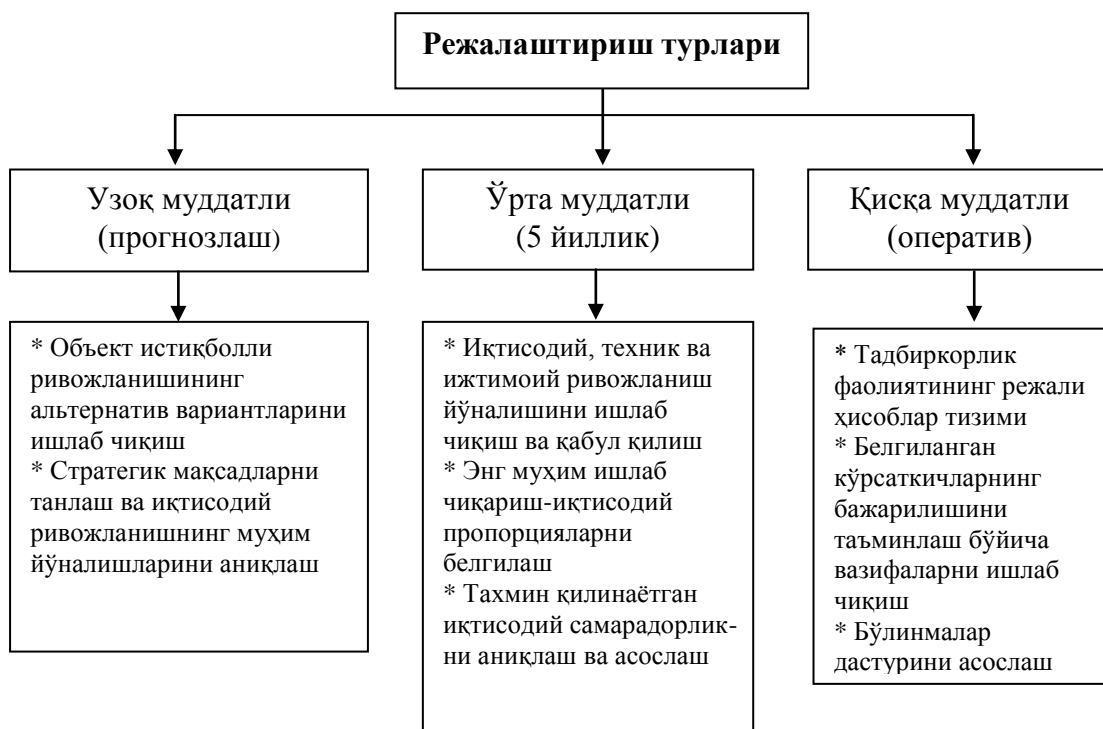 Режалаштириш турлари
Узоқ муддатли
(прогнозлаш)
Ўрта муддатли
(5 йиллик)
Қисқа муддатли
(оператив)
* Объект истиқболли
ривожланишининг
альтернатив вариантларини
ишлаб чиқиш
* Стратегик мақсадларни
танлаш ва иқтисодий
ривожланишнинг муҳим
йўналишларини аниқлаш
* Иқтисодий, техник ва
ижтимоий ривожланиш
йўналишини ишлаб
чиқиш ва қабул қилиш
* Энг муҳим ишлаб
чиқариш-иқтисодий
пропорцияларни
белгилаш
* Тахмин қилинаётган
иқтисодий самарадорлик-
ни аниқлаш ва асослаш
* Тадбиркорлик
фаолиятининг режали
ҳисоблар тизими
* Белгиланган
кўрсаткичларнинг
бажарилишини
таъминлаш бўйича
вазифаларни ишлаб
чиқиш
* Бўлинмалар
дастурини асослаш